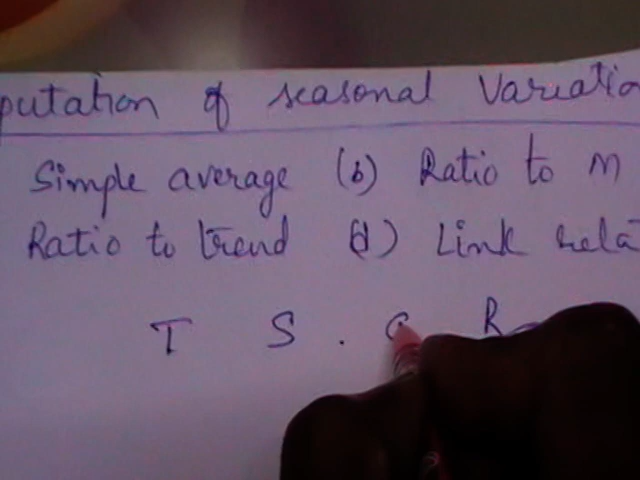 putation of seasonal variatio
Simple average (b) Ratio to M
Ratio to trend (d) Link rela
T S . C R